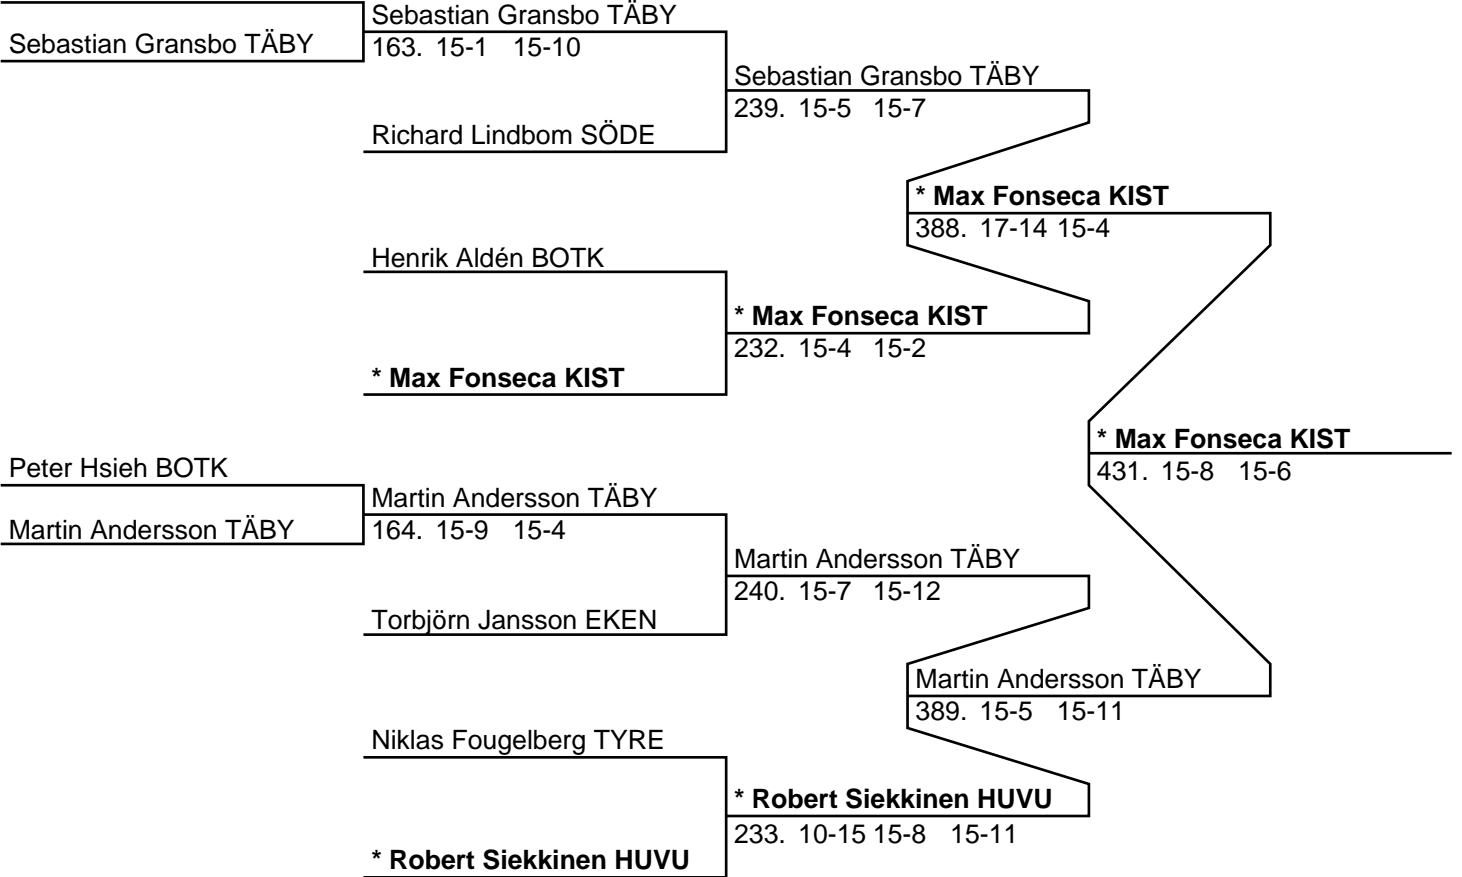 Sebastian Gransbo TÄBY
Sebastian Gransbo TÄBY
163. 15-1 15-10
Sebastian Gransbo TÄBY
239. 15-5 15-7
Richard Lindbom SÖDE
* Max Fonseca KIST
388. 17-14 15-4
Henrik Aldén BOTK
* Max Fonseca KIST
232. 15-4 15-2
* Max Fonseca KIST
* Max Fonseca KIST
431. 15-8 15-6
Peter Hsieh BOTK
Martin Andersson TÄBY
Martin Andersson TÄBY
164. 15-9 15-4
Martin Andersson TÄBY
240. 15-7 15-12
Torbjörn Jansson EKEN
Martin Andersson TÄBY
389. 15-5 15-11
Niklas Fougelberg TYRE
* Robert Siekkinen HUVU
233. 10-15 15-8 15-11
* Robert Siekkinen HUVU